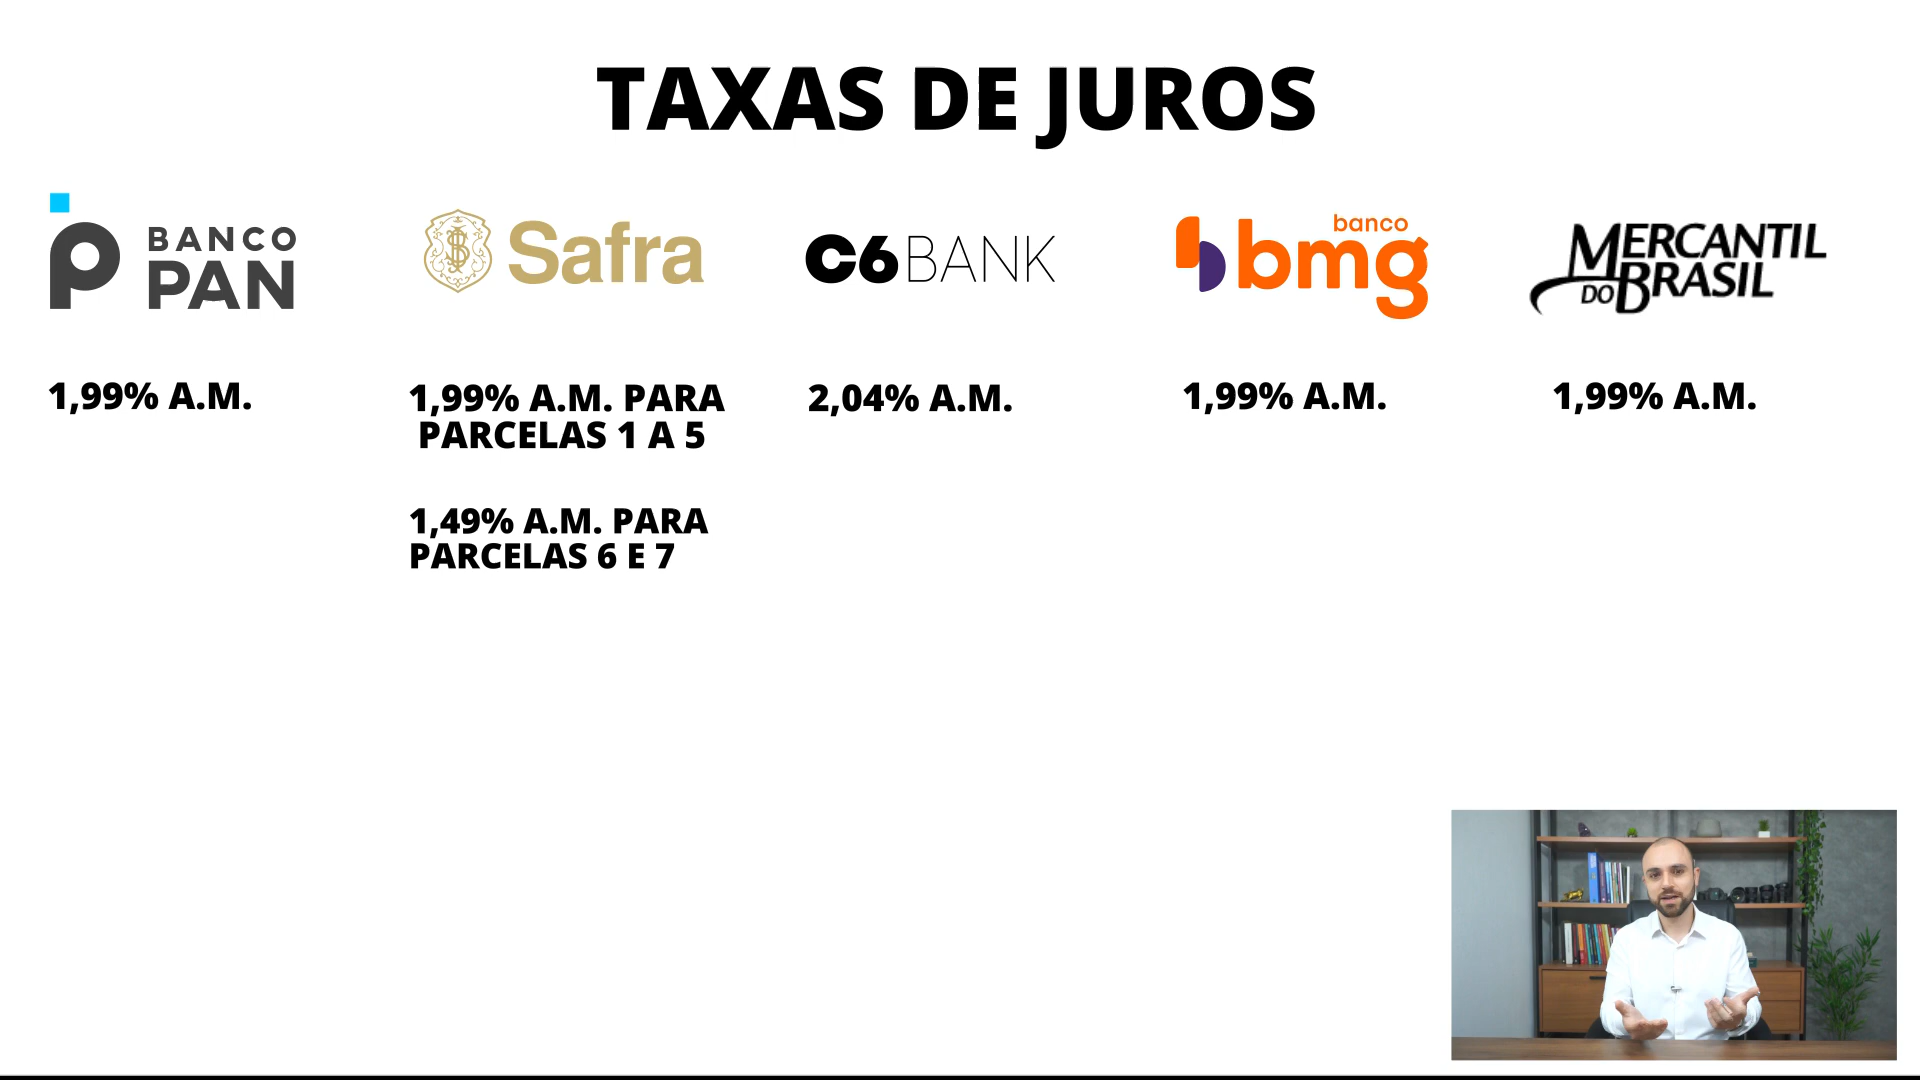 TAXAS DE JUROS
BANCO
PAN
Safra
C6BANK
banco
bmg
MERCANTIL
DO BRASIL
1,99% A.M.
1,99% A.M. PARA
PARCELAS 1 A 5
1,49% A.M. PARA
PARCELAS 6 E 7
2,04% A.M.
1,99% A.M.
1,99% A.M.